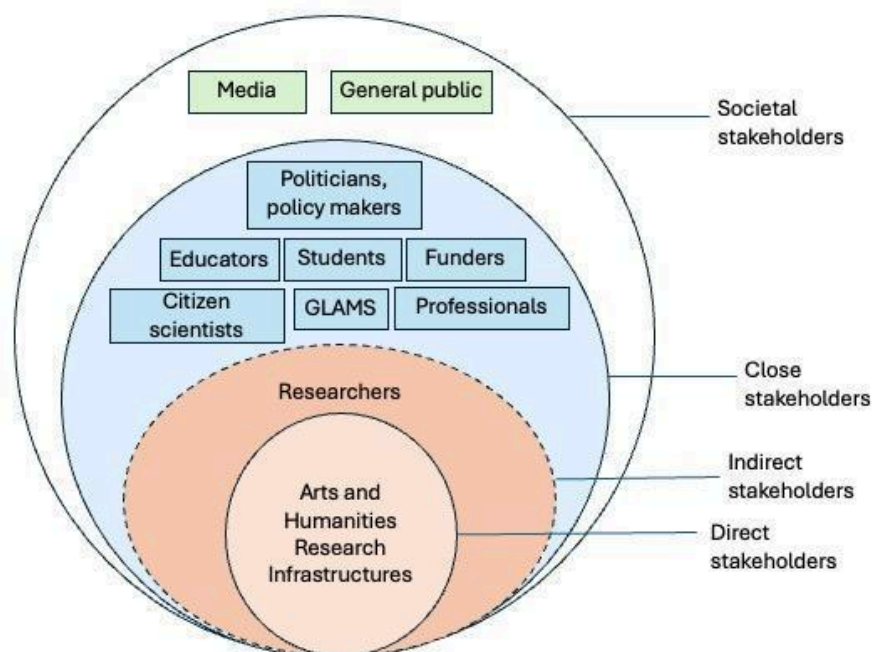 Media
General public
Societal
stakeholders
Politicians,
policy makers
Educators
Students
Funders
Citizen
scientists
GLAMS
Professionals
Close
stakeholders
Researchers
Indirect
stakeholders
Arts and
Humanities
Research
Infrastructures
Direct
stakeholders